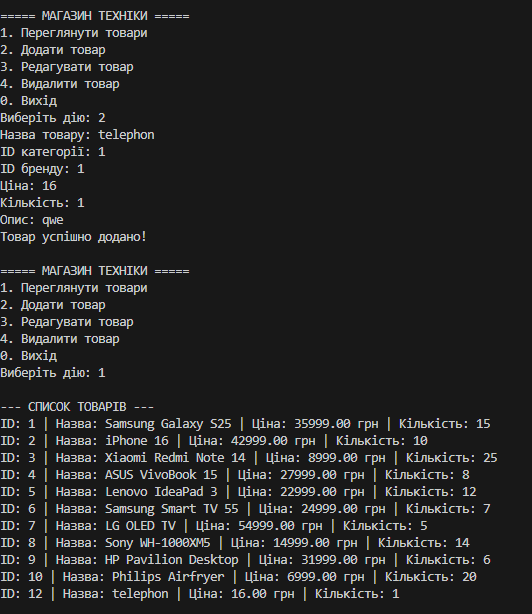 ===== МАГАЗИН ТЕХНІКИ =====
1. Переглянути товари
2. Додати товар
3. Редагувати товар
4. Видалити товар
0. Вихід
Виберіть дію: 2
Назва товару: telephon
ID категорії: 1
ID бренду: 1
Ціна: 16
Кількість: 1
Опис: qwe
Товар успішно додано!

===== МАГАЗИН ТЕХНІКИ =====
1. Переглянути товари
2. Додати товар
3. Редагувати товар
4. Видалити товар
0. Вихід
Виберіть дію: 1

--- СПИСОК ТОВАРІВ ---
ID: 1 | Назва: Samsung Galaxy S25 | Ціна: 35999.00 грн | Кількість: 15
ID: 2 | Назва: iPhone 16 | Ціна: 42999.00 грн | Кількість: 10
ID: 3 | Назва: Xiaomi Redmi Note 14 | Ціна: 8999.00 грн | Кількість: 25
ID: 4 | Назва: ASUS VivoBook 15 | Ціна: 27999.00 грн | Кількість: 8
ID: 5 | Назва: Lenovo IdeaPad 3 | Ціна: 22999.00 грн | Кількість: 12
ID: 6 | Назва: Samsung Smart TV 55 | Ціна: 24999.00 грн | Кількість: 7
ID: 7 | Назва: LG OLED TV | Ціна: 54999.00 грн | Кількість: 5
ID: 8 | Назва: Sony WH-1000XM5 | Ціна: 14999.00 грн | Кількість: 14
ID: 9 | Назва: HP Pavilion Desktop | Ціна: 31999.00 грн | Кількість: 6
ID: 10 | Назва: Philips Airfryer | Ціна: 6999.00 грн | Кількість: 20
ID: 12 | Назва: telephon | Ціна: 16.00 грн | Кількість: 1